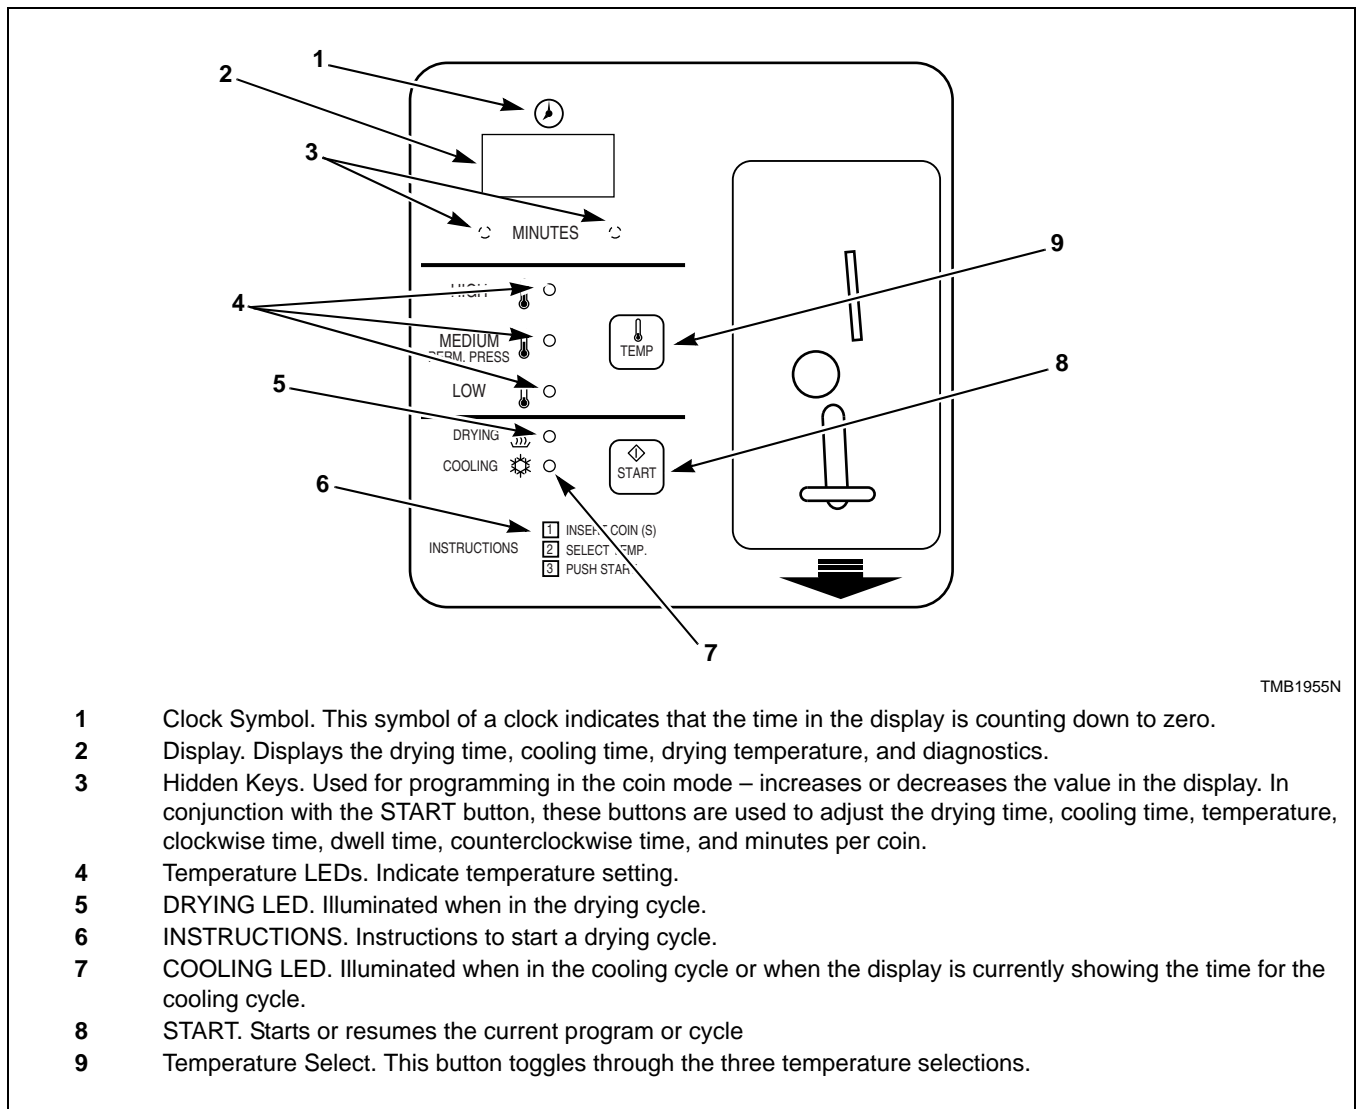 1
2
3
MINUTES
9
HIGH
4
MEDIUM
PERM. PRESS
TEMP
8
5
LOW
DRYING
COOLING
START
6
INSTRUCTIONS
1 INSERT COIN (S)
2 SELECT TEMP.
3 PUSH START
7
TMB1955N
1 Clock Symbol. This symbol of a clock indicates that the time in the display is counting down to zero.
2 Display. Displays the drying time, cooling time, drying temperature, and diagnostics.
3 Hidden Keys. Used for programming in the coin mode – increases or decreases the value in the display. In
conjunction with the START button, these buttons are used to adjust the drying time, cooling time, temperature,
clockwise time, dwell time, counterclockwise time, and minutes per coin.
4 Temperature LEDs. Indicate temperature setting.
5 DRYING LED. Illuminated when in the drying cycle.
6 INSTRUCTIONS. Instructions to start a drying cycle.
7 COOLING LED. Illuminated when in the cooling cycle or when the display is currently showing the time for the
cooling cycle.
8 START. Starts or resumes the current program or cycle
9 Temperature Select. This button toggles through the three temperature selections.